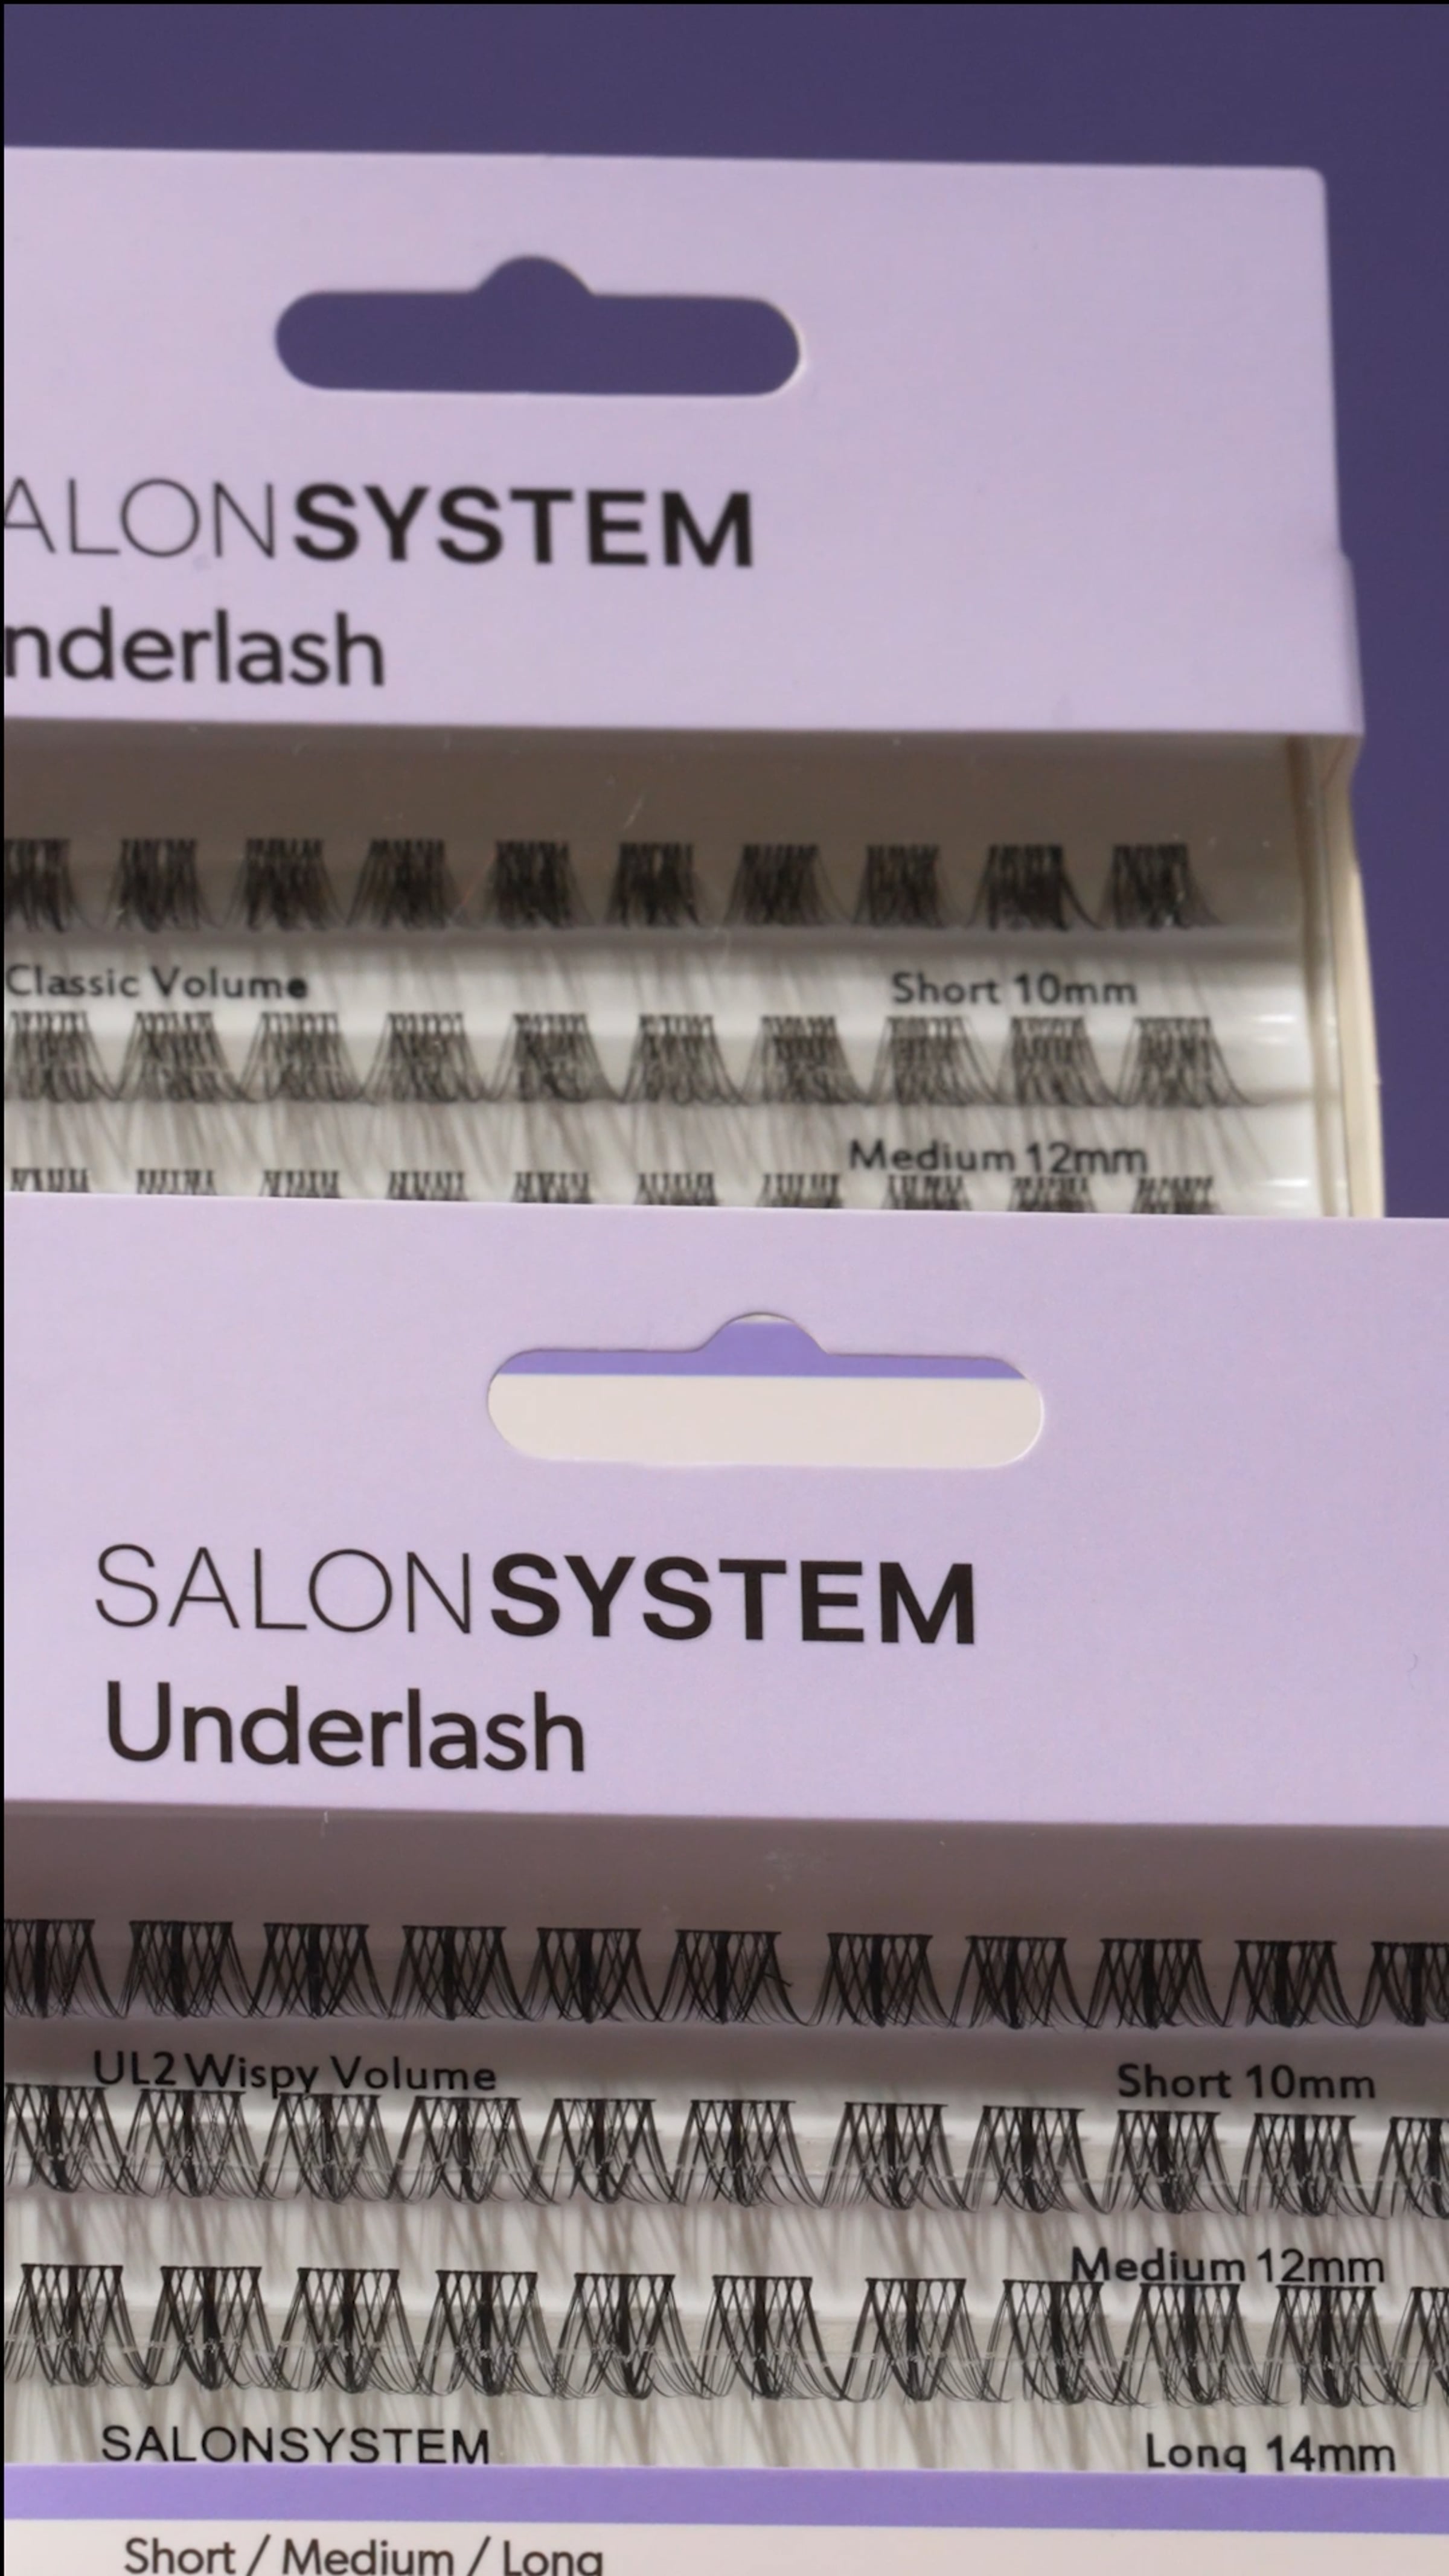 ALONSYSTEM
nderlash
Classic Volume Short 10mm
Medium 12mm
SALONSYSTEM
Underlash
UL2 Wispy Volume Short 10mm
Medium 12mm
SALONSYSTEM Long 14mm
Short / Medium / Long